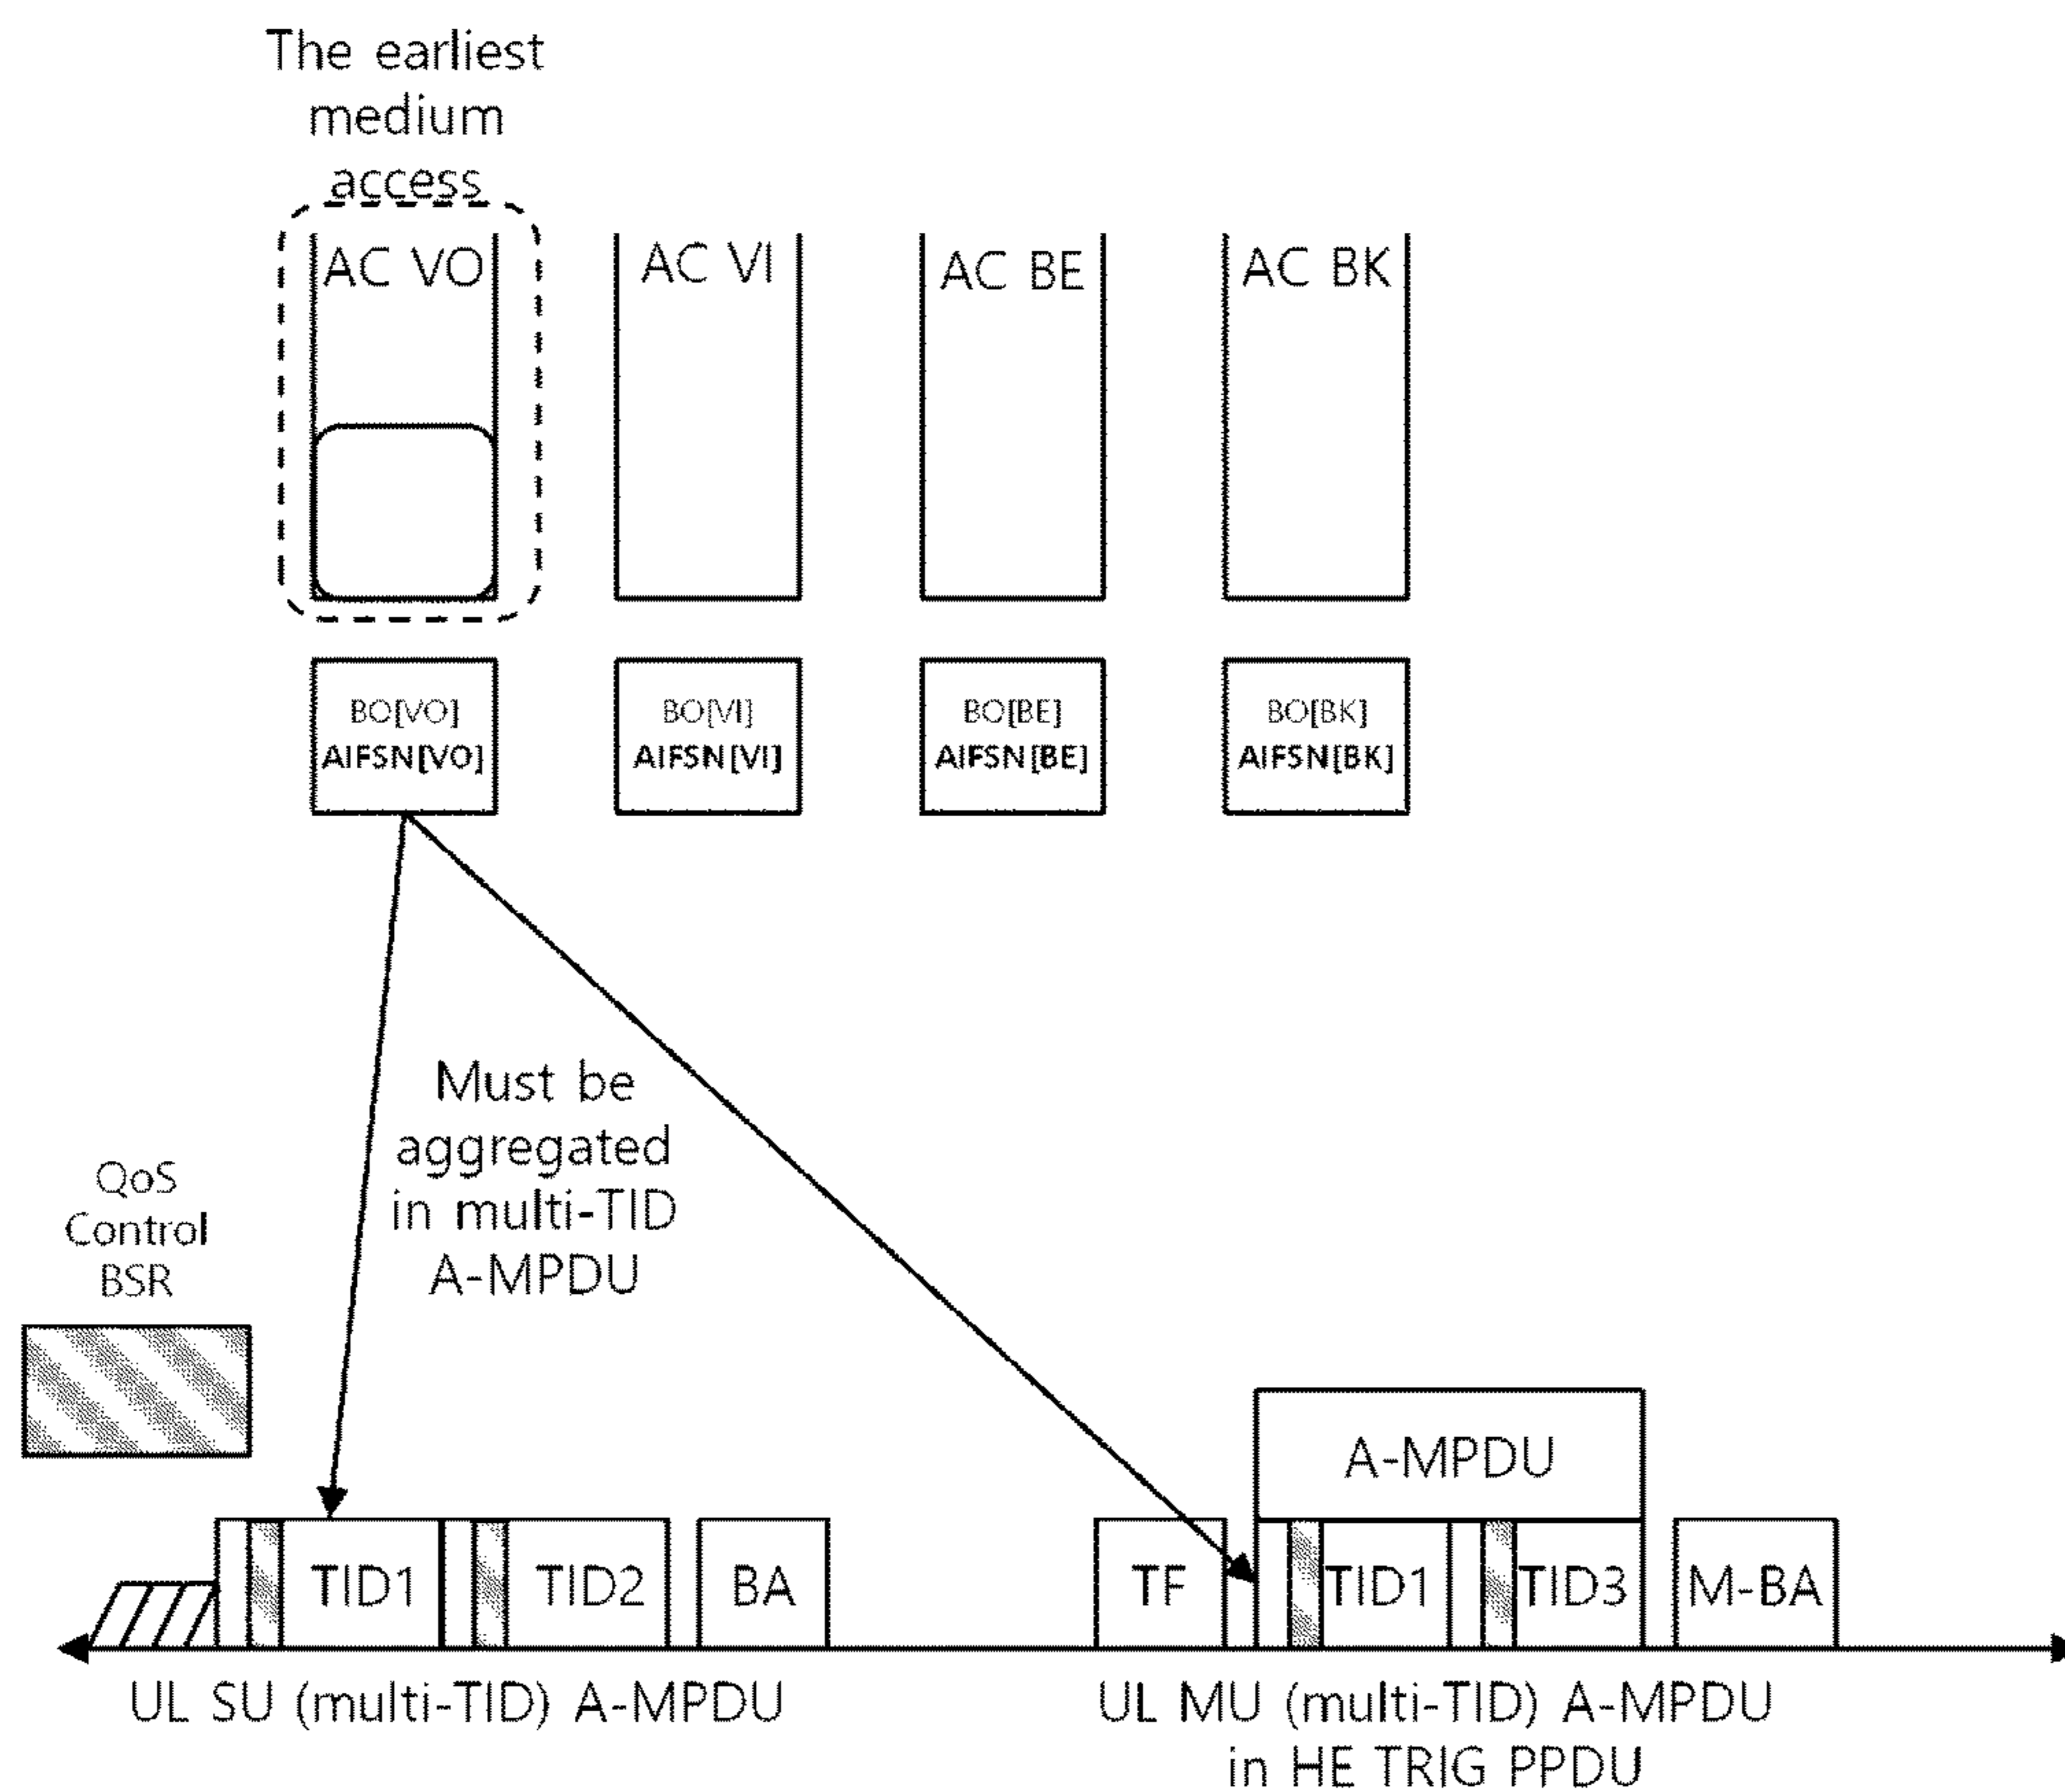 The earliest
medium
access
AC VO
AC VI
AC BE
AC BK
BO[VO]
AIFSN[VO]
BO[VI]
AIFSN[VI]
BO[BE]
AIFSN[BE]
BO[BK]
AIFSN[BK]
Must be
aggregated
in multi-TID
A-MPDU
QoS
Control
BSR
A-MPDU
TID1
TID2
BA
TF
TID1
TID3
M-BA
UL SU (multi-TID) A-MPDU
UL MU (multi-TID) A-MPDU
in HE TRIG PPDU